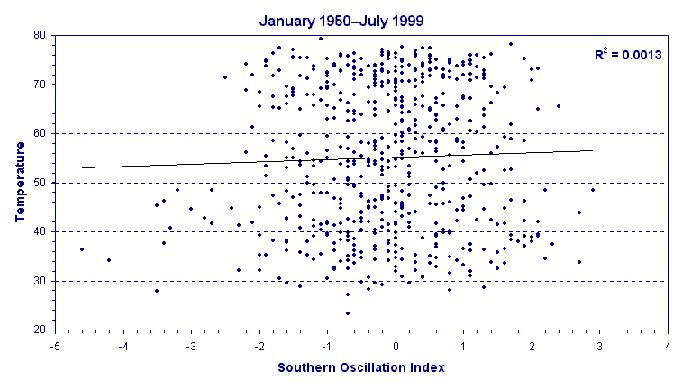 January 1950–July 1999
R² = 0.0013
80
70
60
50
40
30
20
Temperature
-5 -4 -3 -2 -1 0 1 2 3 4
Southern Oscillation Index